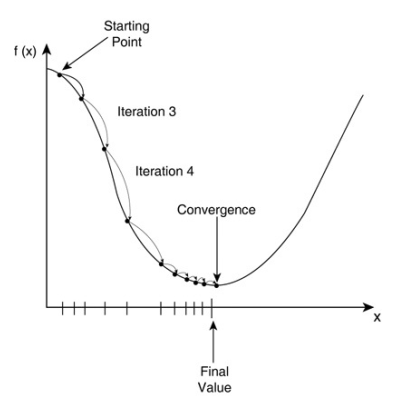 Starting
Point
f (x)
Iteration 3
Iteration 4
Convergence
x
Final
Value